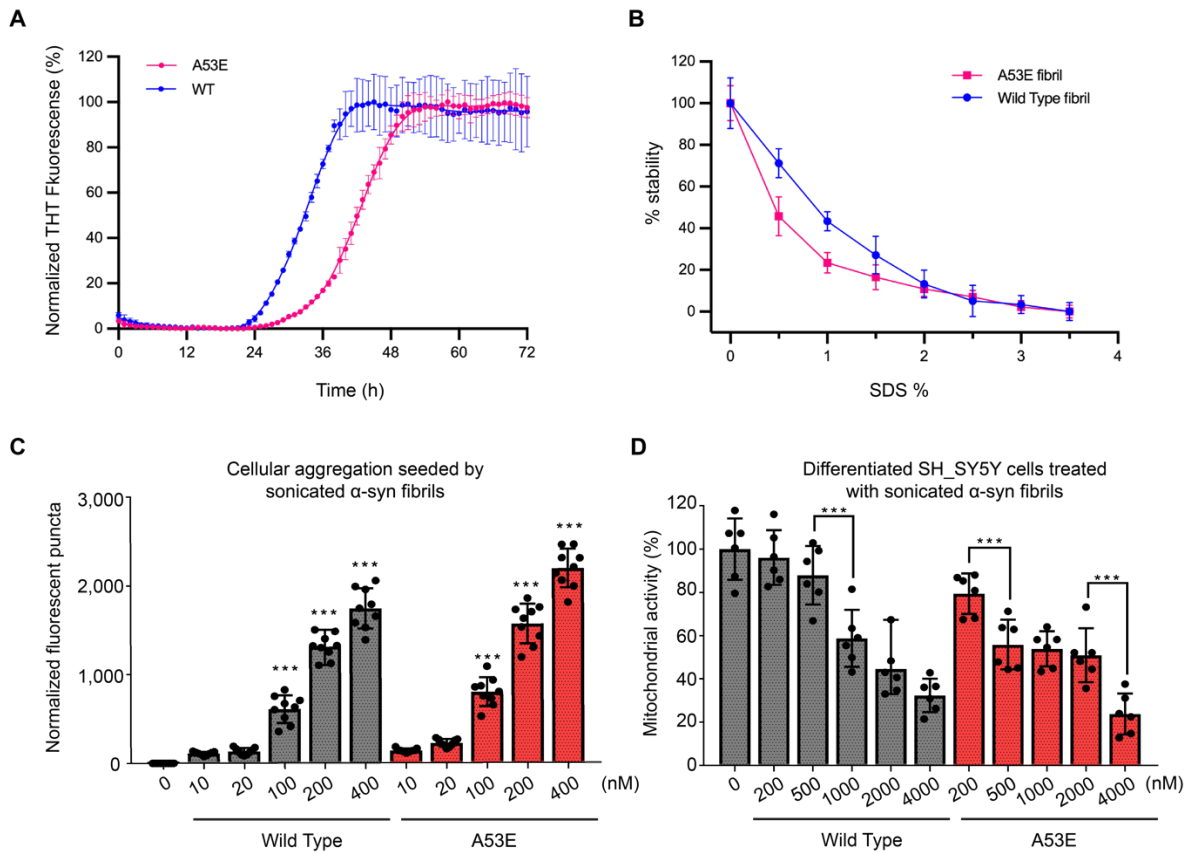 A
Normalized THT Fkuorescense (%)
120
100
80
60
40
20
0
A53E
WT
0 12 24 36 48 60 72
Time (h)
B
% stability
120
100
80
60
40
20
0
A53E fibril
Wild Type fibril
0 1 2 3 4
SDS %
C
Cellular aggregation seeded by
sonicated α-syn fibrils
Normalized fluorescent puncta
3,000
2,000
1,000
0
*** *** *** *** *** ***
0 10 20 100 200 400 10 20 100 200 400 (nM)
Wild Type A53E
D
Differentiated SH_SY5Y cells treated
with sonicated α-syn fibrils
Mitochondrial activity (%)
120
100
80
60
40
20
0
*** *** ***
0 200 500 1000 2000 4000 200 500 1000 2000 4000 (nM)
Wild Type A53E